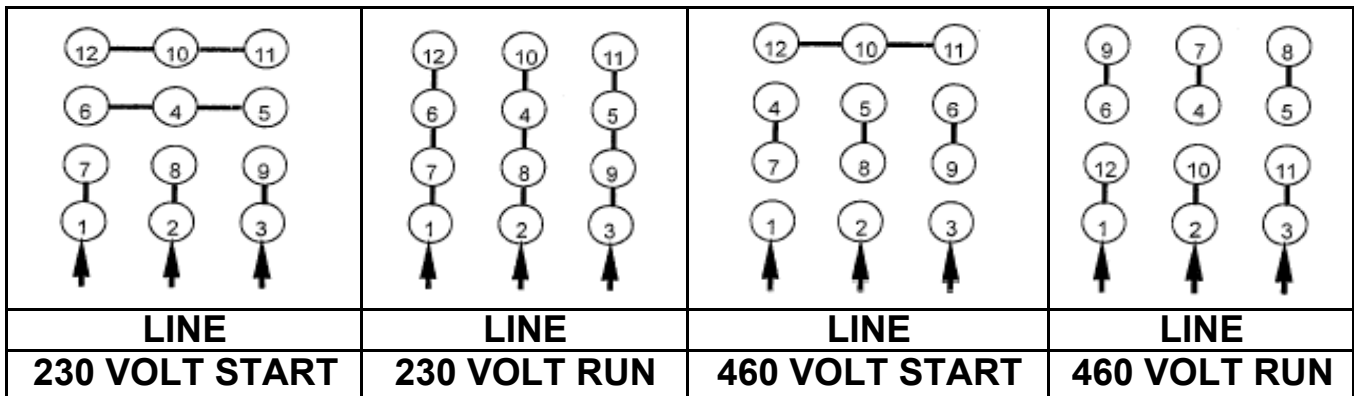 12 10 11 12 10 11 12 10 11 9 7 8
6 4 5 6 4 5 4 5 6 6 4 5
7 8 9 7 8 9 7 8 9 12 10 11
1 2 3 1 2 3 1 2 3 1 2 3
LINE LINE LINE LINE
230 VOLT START 230 VOLT RUN 460 VOLT START 460 VOLT RUN